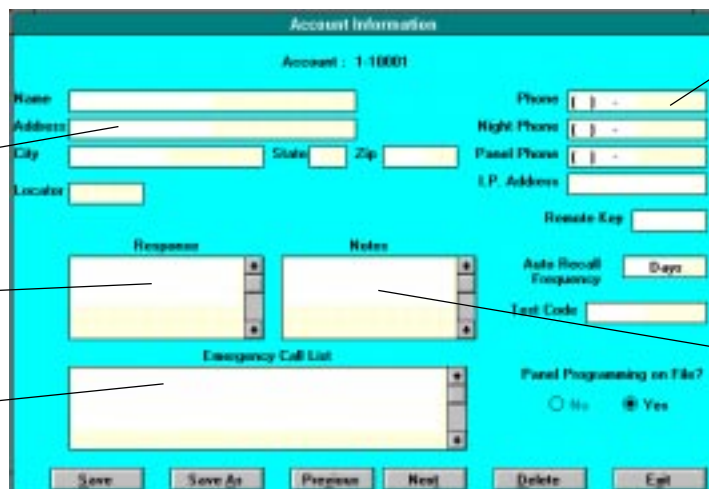 Account Information
Account : 1-10001
Name
Phone ( ) -
Address
Night Phone ( ) -
City State Zip
Panel Phone ( ) -
I.P. Address
Locator
Remote Key
Response Notes
Auto Recall Frequency Days
Test Code
Emergency Call List
Panel Programming on File?
No Yes
Save Save As Previous Next Delete Exit